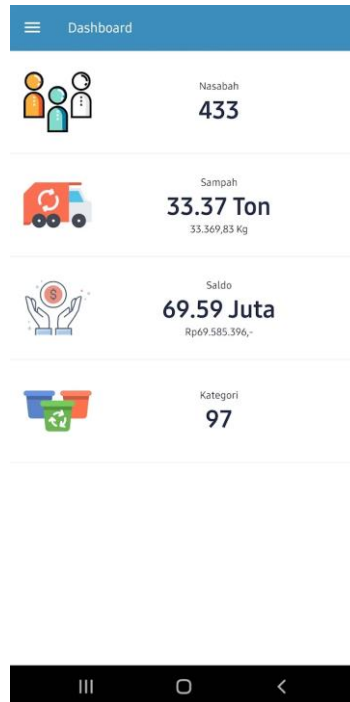 Dashboard
Nasabah
433
Sampah
33.37 Ton
33.369,83 Kg
Saldo
69.59 Juta
Rp69.585.396,-
Kategori
97